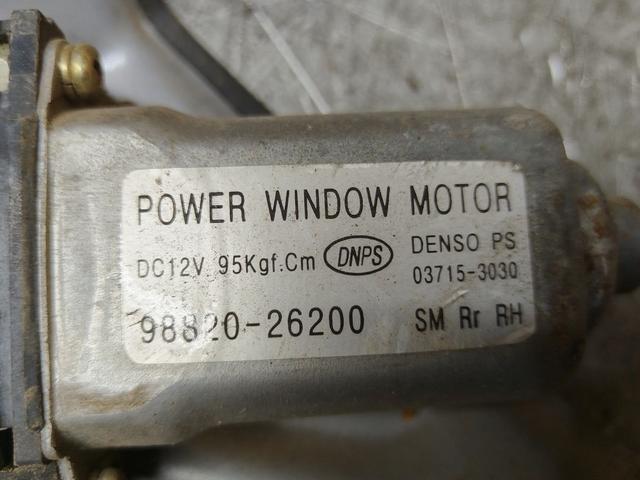 POWER WINDOW MOTOR
DC12V 95Kgf.Cm DNPS DENSO PS
03715-3030
98820-26200 SM Rr RH